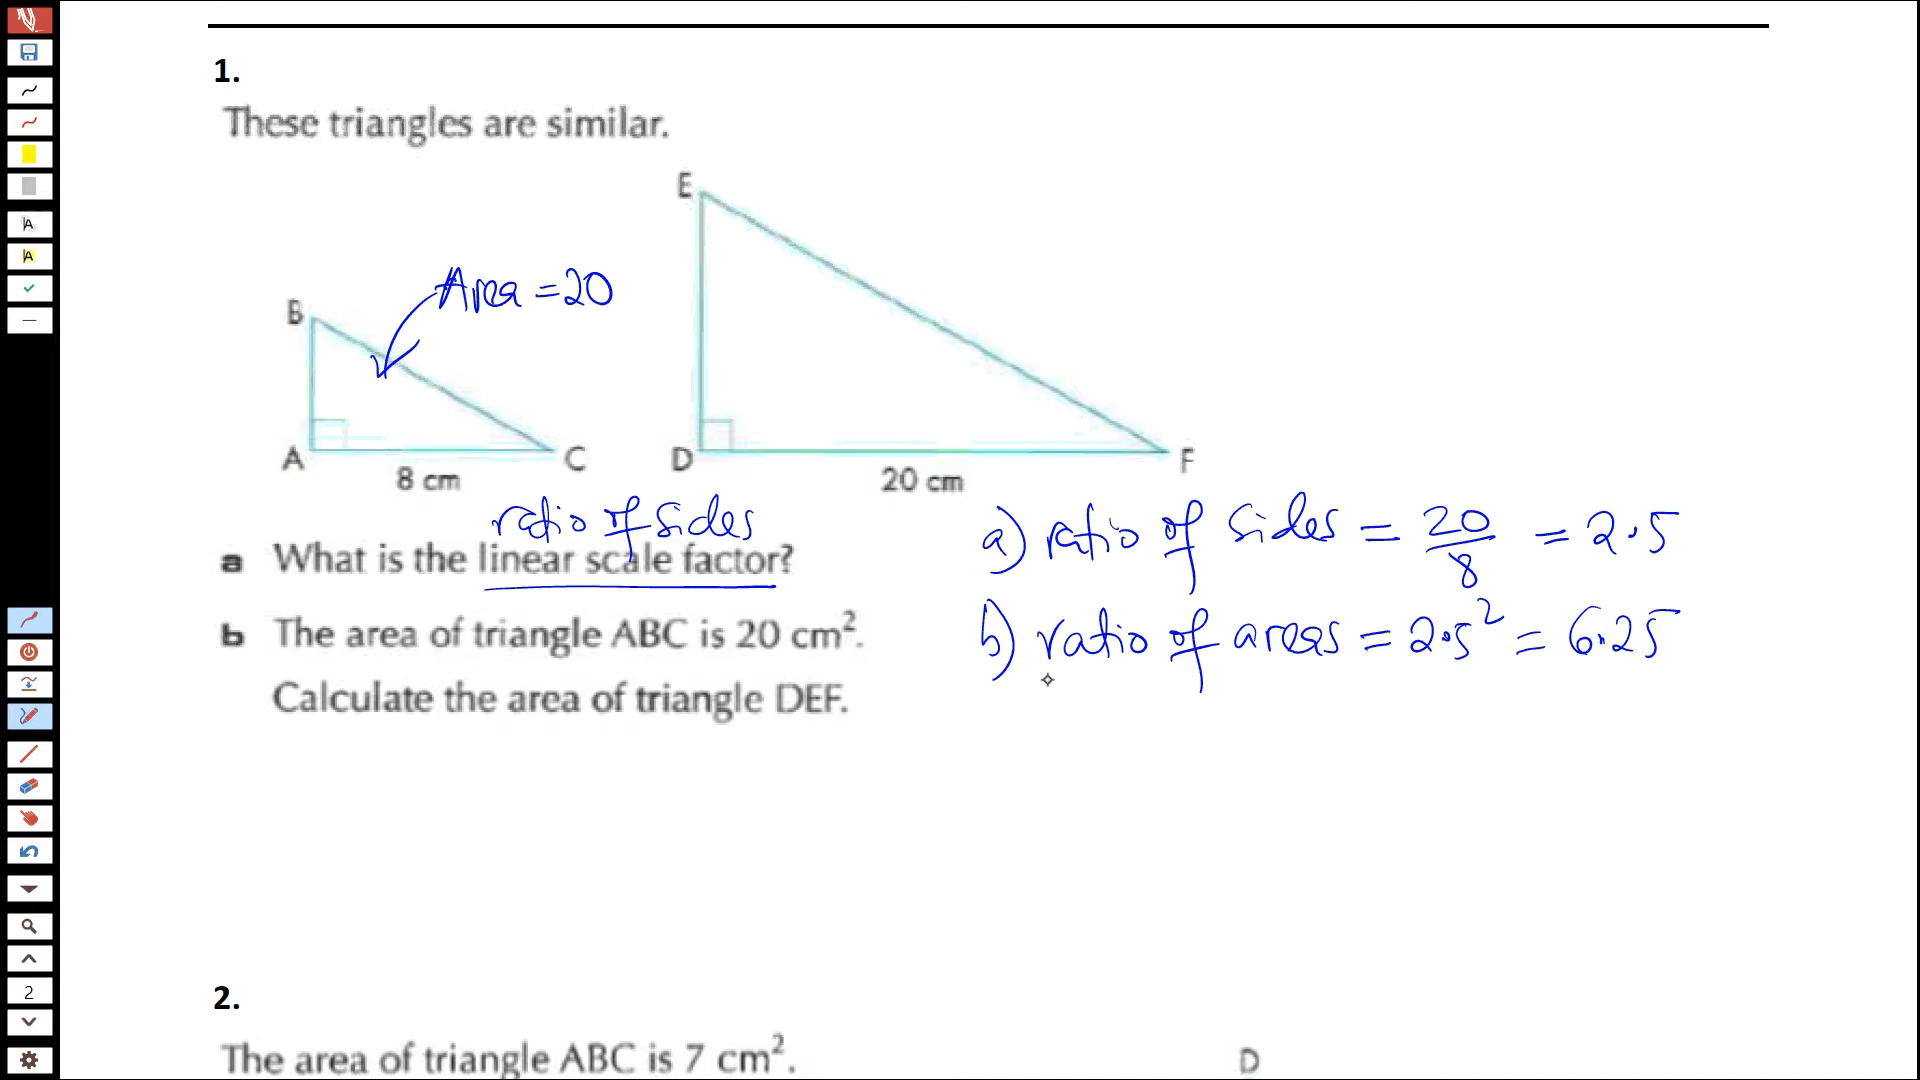 1.
These triangles are similar.
E
Area = 20
B
A
C
D
F
8 cm
20 cm
ratio of sides
a) ratio of sides = 20/8 = 2.5
a What is the linear scale factor?
b The area of triangle ABC is 20 cm².
b) ratio of areas = 2.5² = 6.25
Calculate the area of triangle DEF.
2
2.
The area of triangle ABC is 7 cm².
D
A
A